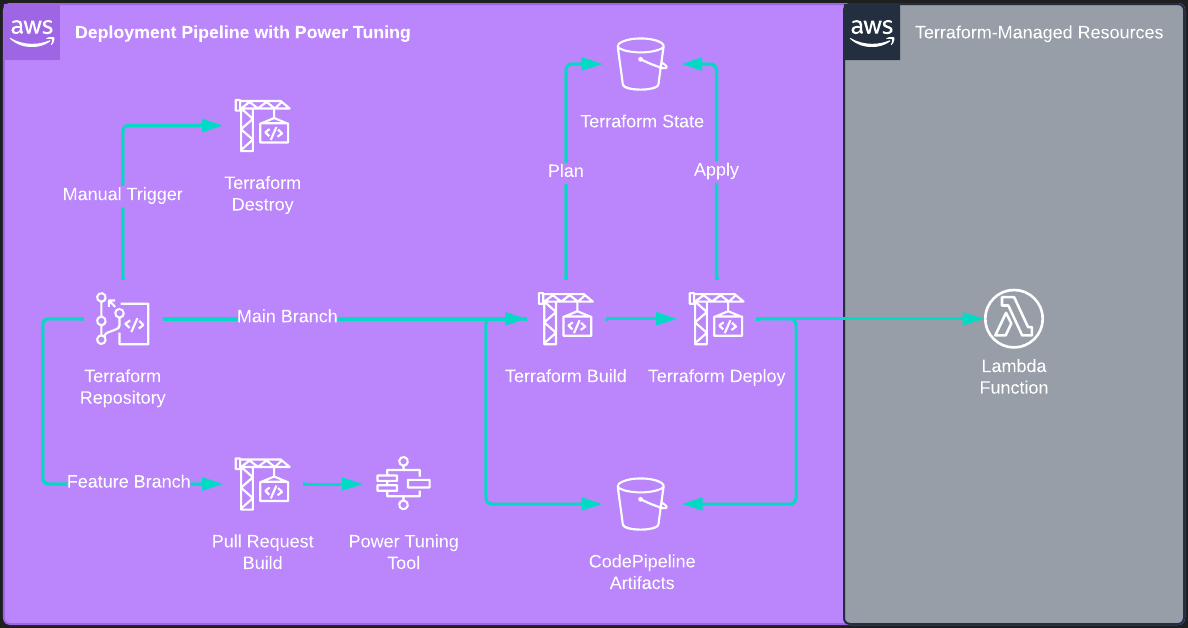 aws
Deployment Pipeline with Power Tuning
aws
Terraform-Managed Resources
Terraform State
Manual Trigger
Terraform
Destroy
Plan
Apply
Main Branch
Terraform
Repository
Terraform Build
Terraform Deploy
Lambda
Function
Feature Branch
Pull Request
Build
Power Tuning
Tool
CodePipeline
Artifacts